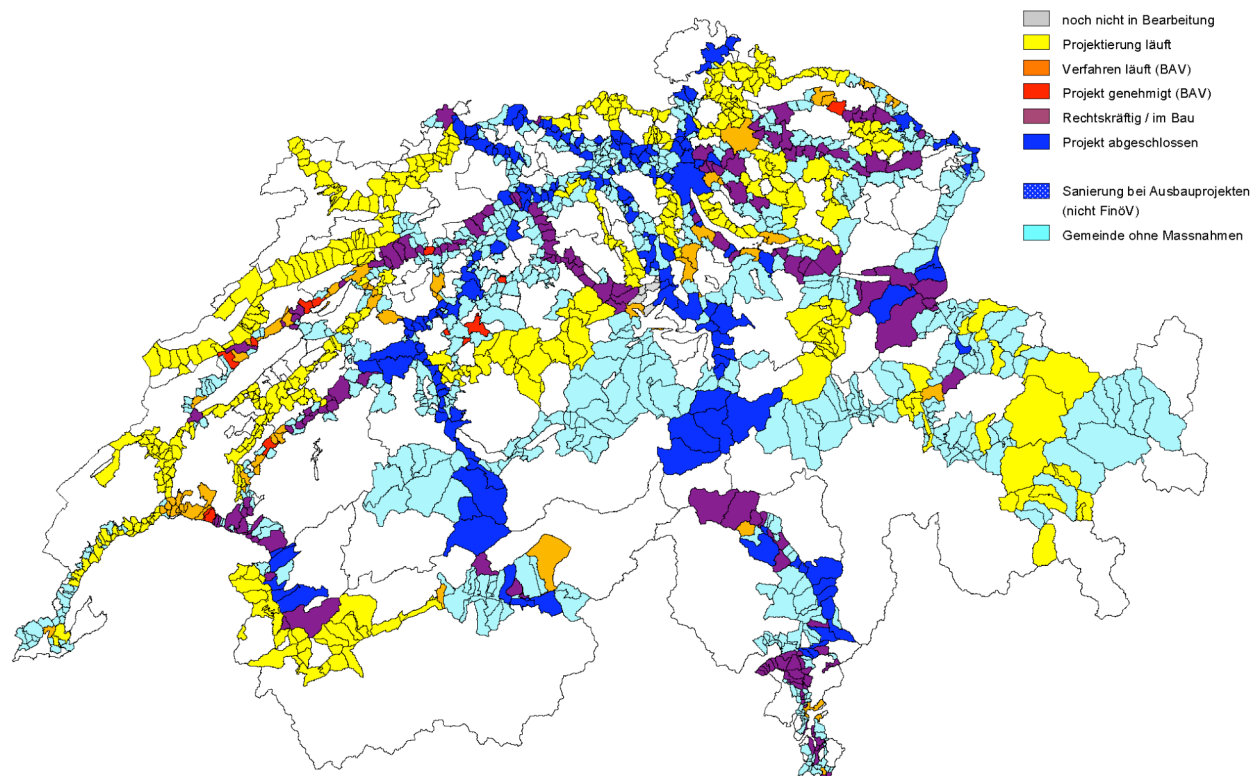 noch nicht in Bearbeitung
Projektierung läuft
Verfahren läuft (BAV)
Projekt genehmigt (BAV)
Rechtskräftig / im Bau
Projekt abgeschlossen
Sanierung bei Ausbauprojekten
(nicht FinöV)
Gemeinde ohne Massnahmen